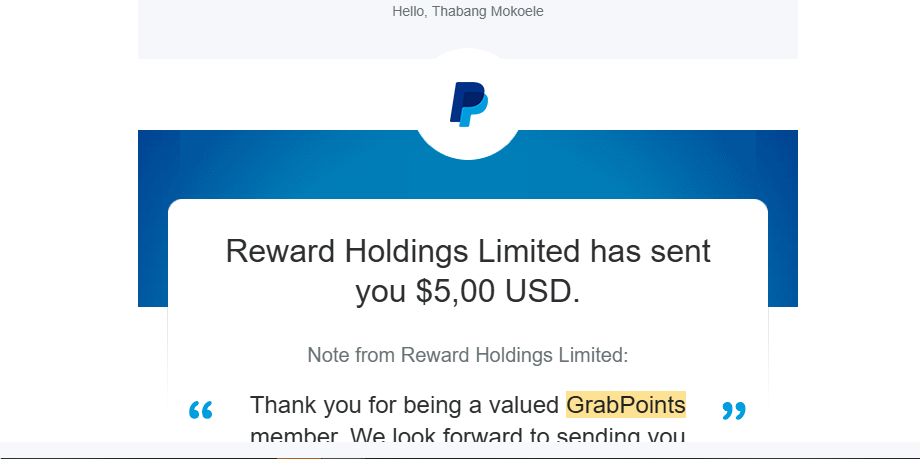 Hello, Thabang Mokoele
Reward Holdings Limited has sent
you $5,00 USD.
Note from Reward Holdings Limited:
“ Thank you for being a valued GrabPoints ”
member. We look forward to sending you